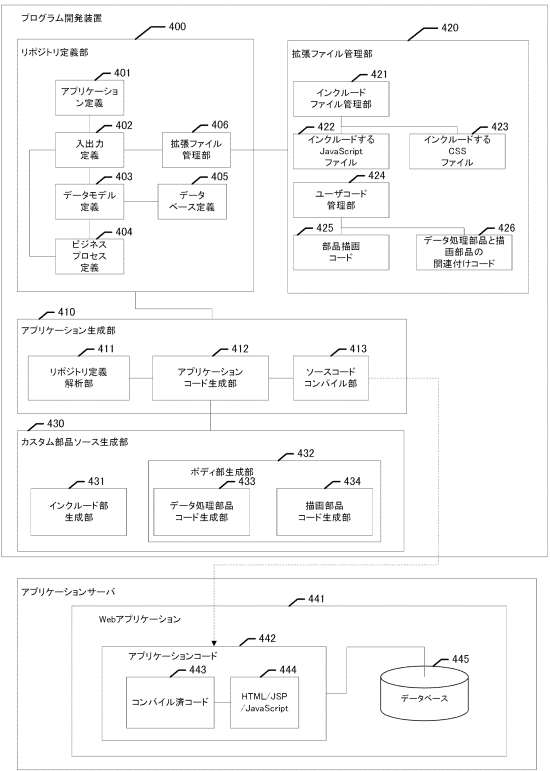 プログラム開発装置
400
リポジトリ定義部
401
アプリケーショ
ン定義
402
入出力
定義
406
拡張ファイル
管理部
403
データモデル
定義
405
データ
ベース定義
404
ビジネス
プロセス
定義
420
拡張ファイル管理部
421
インクルード
ファイル管理部
422
インクルードする
JavaScript
ファイル
423
インクルードする
CSS
ファイル
424
ユーザコード
管理部
425
部品描画
コード
426
データ処理部品と描
画部品の
関連付けコード
410
アプリケーション生成部
411
リポジトリ定義
解析部
412
アプリケーション
コード生成部
413
ソースコード
コンパイル部
430
カスタム部品ソース生成部
431
インクルード部
生成部
432
ボディ部生成部
433
データ処理部品
コード生成部
434
描画部品
コード生成部
アプリケーションサーバ
441
Webアプリケーション
442
アプリケーションコード
443
コンパイル済コード
444
HTML/JSP
/JavaScript
445
データベース